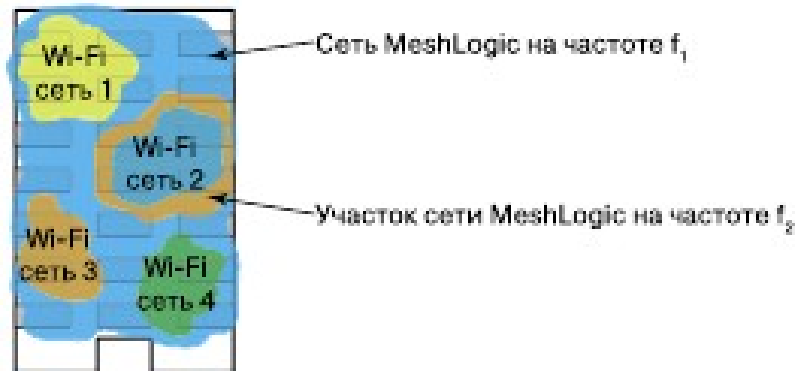 Wi-Fi
сеть 1
Сеть MeshLogic на частоте f₁
Wi-Fi
сеть 2
Участок сети MeshLogic на частоте f₂
Wi-Fi
сеть 3
Wi-Fi
сеть 4